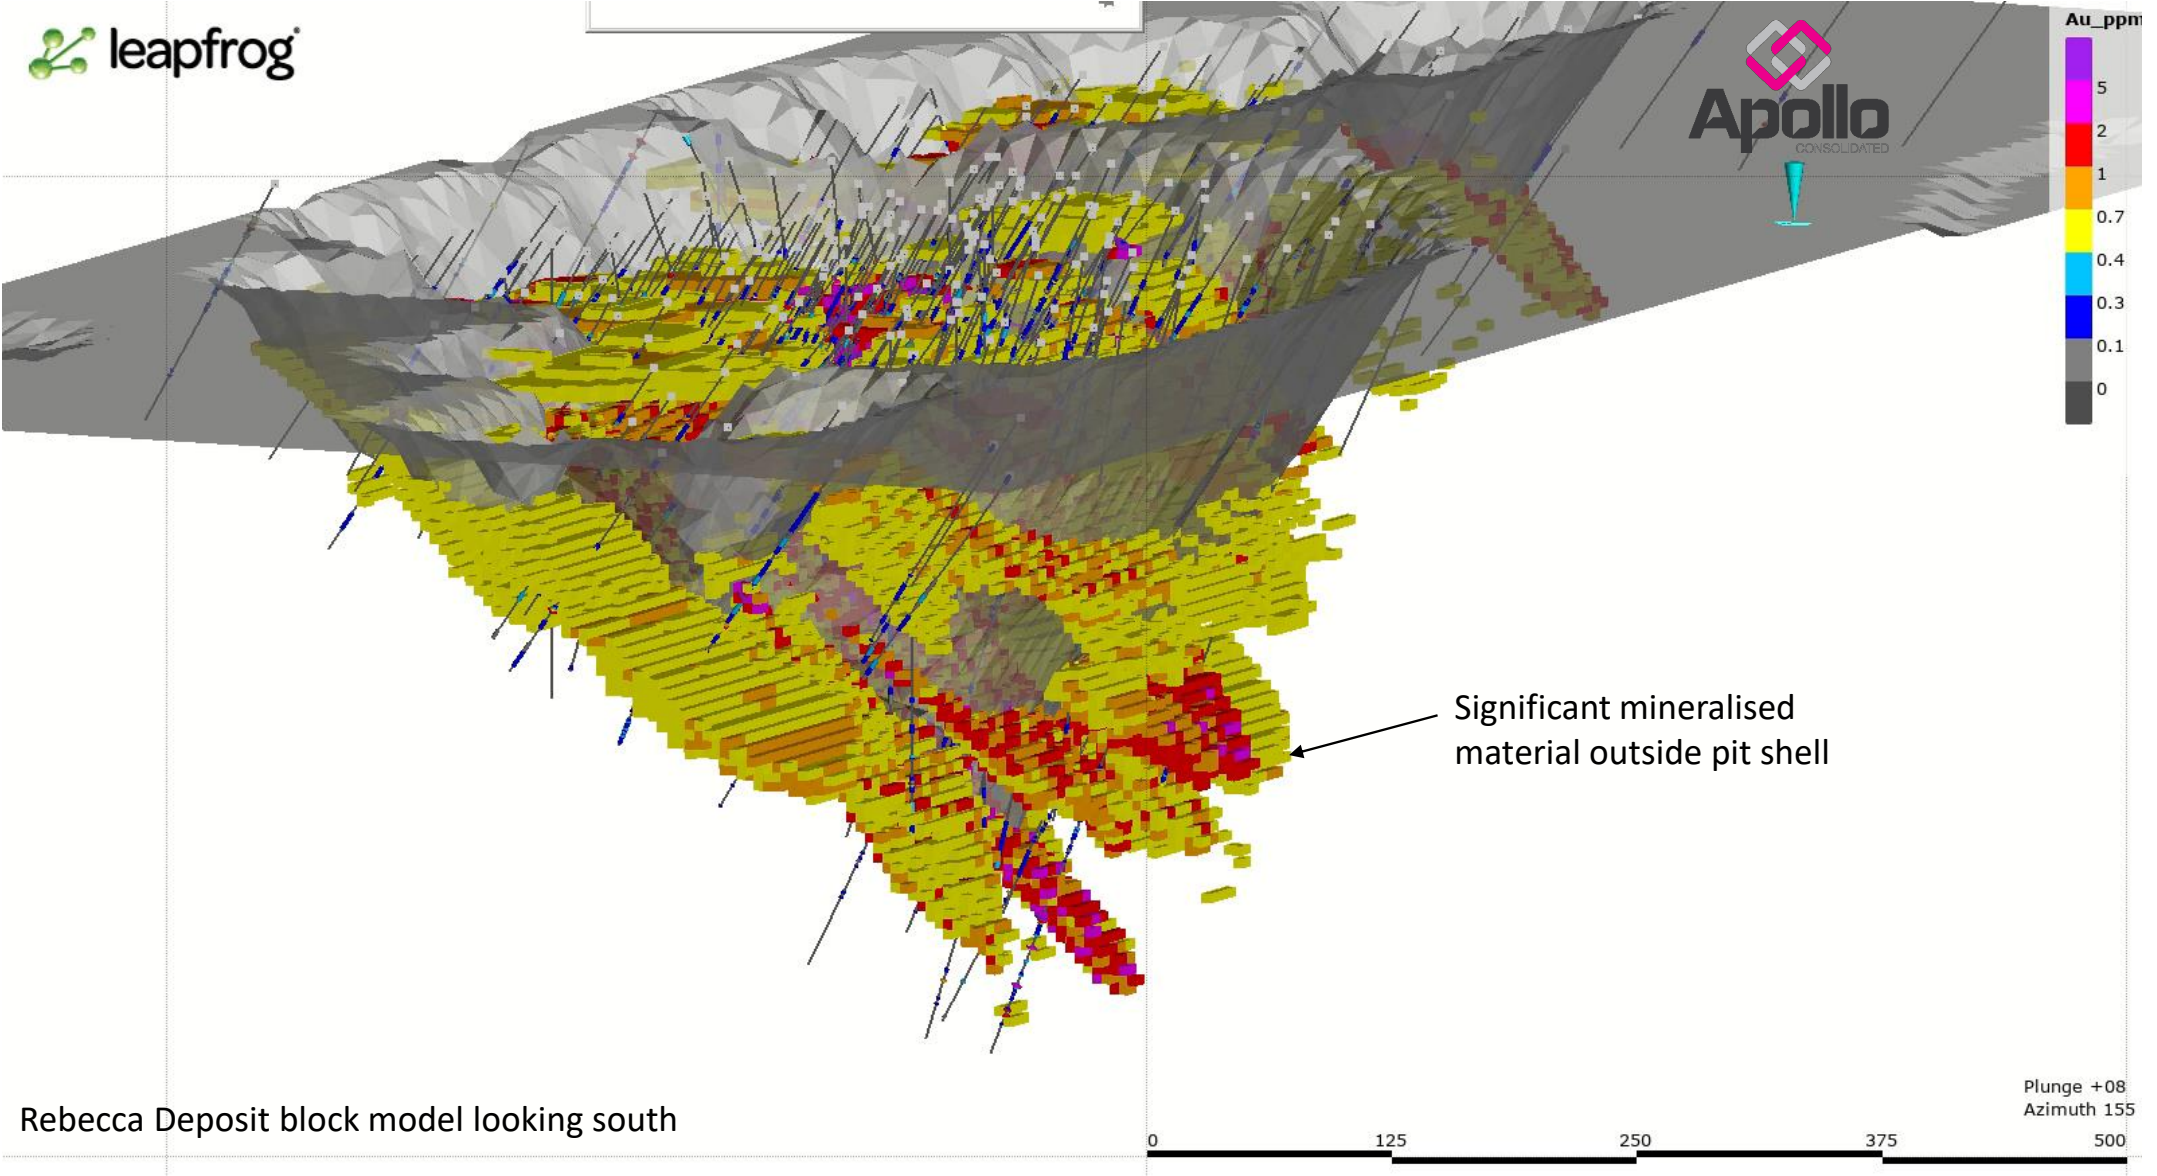 leapfrog
Apollo
CONSOLIDATED
Au_ppm
5
2
1
0.7
0.4
0.3
0.1
0
Significant mineralised
material outside pit shell
Plunge +08
Azimuth 155
Rebecca Deposit block model looking south
0 125 250 375 500